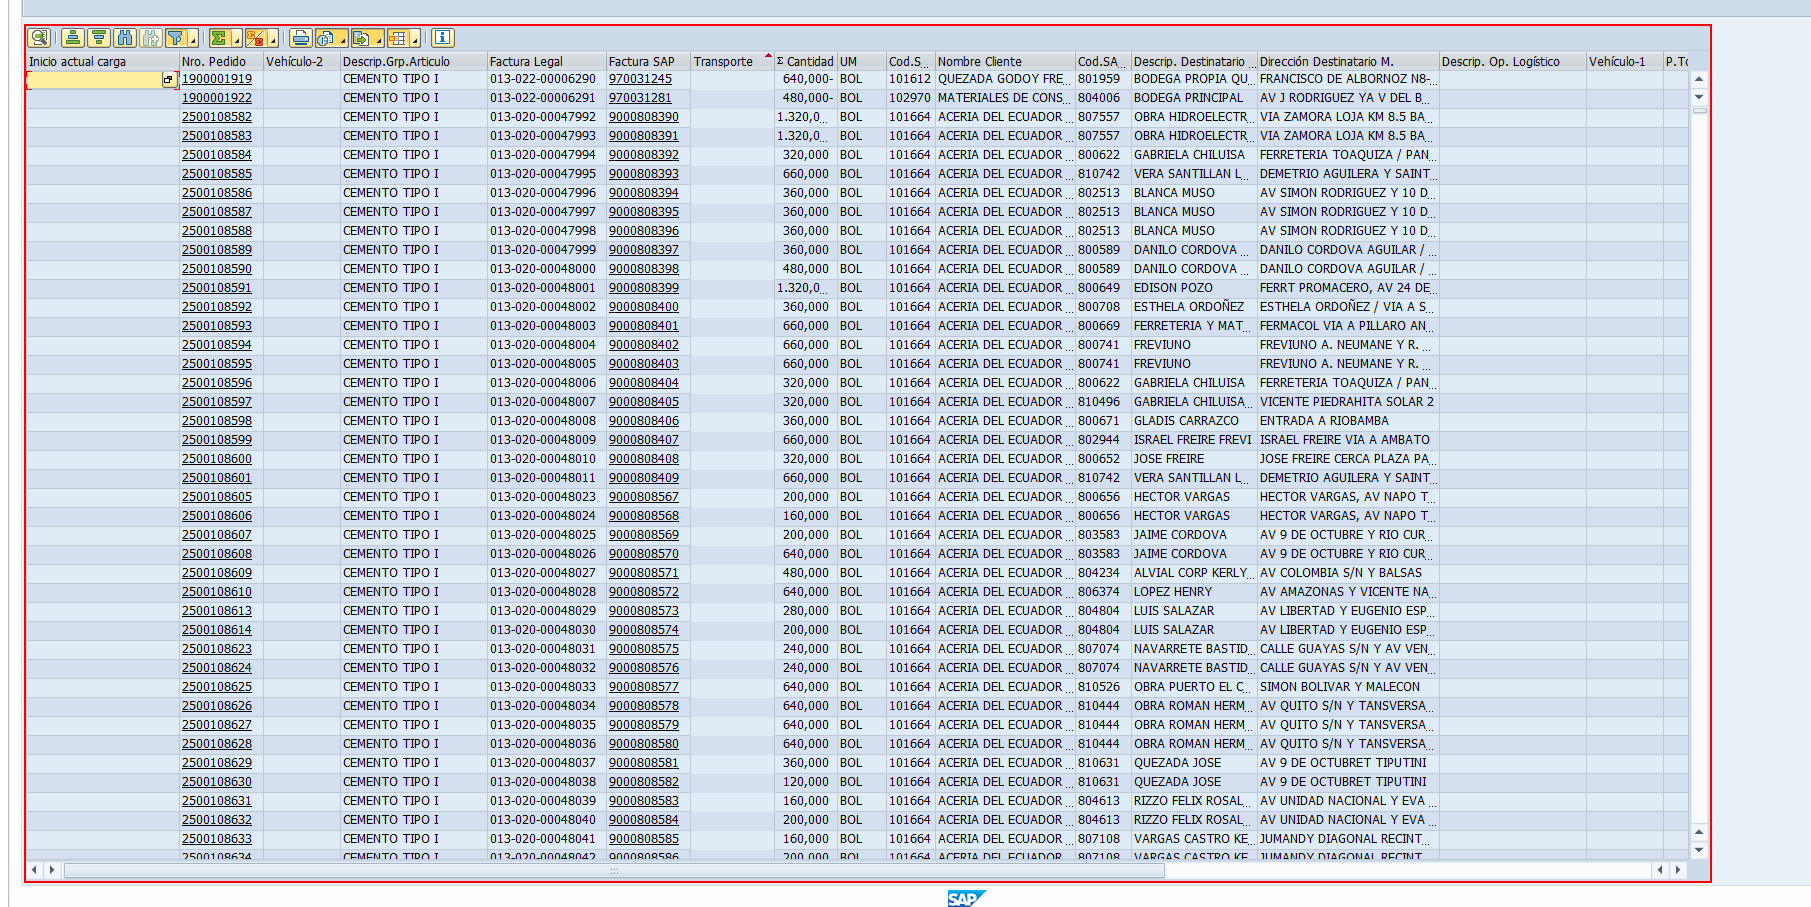 Inicio actual carga Nro. Pedido Vehículo-2 Descrip.Grp.Articulo Factura Legal Factura SAP Transporte Σ Cantidad UM Cod.S... Nombre Cliente Cod.SA... Descrip. Destinatario ... Dirección Destinatario M. Descrip. Op. Logístico Vehículo-1 P.To
1900001919 CEMENTO TIPO I 013-022-00006290 970031245 640,000- BOL 101612 QUEZADA GODOY FRE... 801959 BODEGA PROPIA QU... FRANCISCO DE ALBORNOZ N8-...
1900001922 CEMENTO TIPO I 013-022-00006291 970031281 480,000- BOL 102970 MATERIALES DE CONS... 804006 BODEGA PRINCIPAL AV J RODRIGUEZ YA V DEL B...
2500108582 CEMENTO TIPO I 013-020-00047992 9000808390 1.320,0... BOL 101664 ACERIA DEL ECUADOR ... 807557 OBRA HIDROELECTR... VIA ZAMORA LOJA KM 8.5 BA...
2500108583 CEMENTO TIPO I 013-020-00047993 9000808391 1.320,0... BOL 101664 ACERIA DEL ECUADOR ... 807557 OBRA HIDROELECTR... VIA ZAMORA LOJA KM 8.5 BA...
2500108584 CEMENTO TIPO I 013-020-00047994 9000808392 320,000 BOL 101664 ACERIA DEL ECUADOR ... 800622 GABRIELA CHILUISA FERRETERIA TOAQUIZA / PAN...
2500108585 CEMENTO TIPO I 013-020-00047995 9000808393 660,000 BOL 101664 ACERIA DEL ECUADOR ... 810742 VERA SANTILLAN L... DEMETRIO AGUILERA Y SAINT...
2500108586 CEMENTO TIPO I 013-020-00047996 9000808394 360,000 BOL 101664 ACERIA DEL ECUADOR ... 802513 BLANCA MUSO AV SIMON RODRIGUEZ Y 10 D...
2500108587 CEMENTO TIPO I 013-020-00047997 9000808395 360,000 BOL 101664 ACERIA DEL ECUADOR ... 802513 BLANCA MUSO AV SIMON RODRIGUEZ Y 10 D...
2500108588 CEMENTO TIPO I 013-020-00047998 9000808396 360,000 BOL 101664 ACERIA DEL ECUADOR ... 802513 BLANCA MUSO AV SIMON RODRIGUEZ Y 10 D...
2500108589 CEMENTO TIPO I 013-020-00047999 9000808397 360,000 BOL 101664 ACERIA DEL ECUADOR ... 800589 DANILO CORDOVA ... DANILO CORDOVA AGUILAR / ...
2500108590 CEMENTO TIPO I 013-020-00048000 9000808398 480,000 BOL 101664 ACERIA DEL ECUADOR ... 800589 DANILO CORDOVA ... DANILO CORDOVA AGUILAR / ...
2500108591 CEMENTO TIPO I 013-020-00048001 9000808399 1.320,0... BOL 101664 ACERIA DEL ECUADOR ... 800649 EDISON POZO FERRT PROMACERO, AV 24 DE...
2500108592 CEMENTO TIPO I 013-020-00048002 9000808400 360,000 BOL 101664 ACERIA DEL ECUADOR ... 800708 ESTHELA ORDOÑEZ ESTHELA ORDOÑEZ / VIA A S...
2500108593 CEMENTO TIPO I 013-020-00048003 9000808401 660,000 BOL 101664 ACERIA DEL ECUADOR ... 800669 FERRETERIA Y MAT... FERMACOL VIA A PILLARO AN...
2500108594 CEMENTO TIPO I 013-020-00048004 9000808402 660,000 BOL 101664 ACERIA DEL ECUADOR ... 800741 FREVIUNO FREVIUNO A. NEUMANE Y R. ...
2500108595 CEMENTO TIPO I 013-020-00048005 9000808403 660,000 BOL 101664 ACERIA DEL ECUADOR ... 800741 FREVIUNO FREVIUNO A. NEUMANE Y R. ...
2500108596 CEMENTO TIPO I 013-020-00048006 9000808404 320,000 BOL 101664 ACERIA DEL ECUADOR ... 800622 GABRIELA CHILUISA FERRETERIA TOAQUIZA / PAN...
2500108597 CEMENTO TIPO I 013-020-00048007 9000808405 320,000 BOL 101664 ACERIA DEL ECUADOR ... 810496 GABRIELA CHILUISA... VICENTE PIEDRAHITA SOLAR 2
2500108598 CEMENTO TIPO I 013-020-00048008 9000808406 360,000 BOL 101664 ACERIA DEL ECUADOR ... 800671 GLADIS CARRAZCO ENTRADA A RIOBAMBA
2500108599 CEMENTO TIPO I 013-020-00048009 9000808407 660,000 BOL 101664 ACERIA DEL ECUADOR ... 802944 ISRAEL FREIRE FREVI ISRAEL FREIRE VIA A AMBATO
2500108600 CEMENTO TIPO I 013-020-00048010 9000808408 320,000 BOL 101664 ACERIA DEL ECUADOR ... 800652 JOSE FREIRE JOSE FREIRE CERCA PLAZA PA...
2500108601 CEMENTO TIPO I 013-020-00048011 9000808409 660,000 BOL 101664 ACERIA DEL ECUADOR ... 810742 VERA SANTILLAN L... DEMETRIO AGUILERA Y SAINT...
2500108605 CEMENTO TIPO I 013-020-00048023 9000808567 200,000 BOL 101664 ACERIA DEL ECUADOR ... 800656 HECTOR VARGAS HECTOR VARGAS, AV NAPO T...
2500108606 CEMENTO TIPO I 013-020-00048024 9000808568 160,000 BOL 101664 ACERIA DEL ECUADOR ... 800656 HECTOR VARGAS HECTOR VARGAS, AV NAPO T...
2500108607 CEMENTO TIPO I 013-020-00048025 9000808569 200,000 BOL 101664 ACERIA DEL ECUADOR ... 803583 JAIME CORDOVA AV 9 DE OCTUBRE Y RIO CUR...
2500108608 CEMENTO TIPO I 013-020-00048026 9000808570 640,000 BOL 101664 ACERIA DEL ECUADOR ... 803583 JAIME CORDOVA AV 9 DE OCTUBRE Y RIO CUR...
2500108609 CEMENTO TIPO I 013-020-00048027 9000808571 480,000 BOL 101664 ACERIA DEL ECUADOR ... 804234 ALVIAL CORP KERLY... AV COLOMBIA S/N Y BALSAS
2500108610 CEMENTO TIPO I 013-020-00048028 9000808572 640,000 BOL 101664 ACERIA DEL ECUADOR ... 806374 LOPEZ HENRY AV AMAZONAS Y VICENTE NA...
2500108613 CEMENTO TIPO I 013-020-00048029 9000808573 280,000 BOL 101664 ACERIA DEL ECUADOR ... 804804 LUIS SALAZAR AV LIBERTAD Y EUGENIO ESP...
2500108614 CEMENTO TIPO I 013-020-00048030 9000808574 200,000 BOL 101664 ACERIA DEL ECUADOR ... 804804 LUIS SALAZAR AV LIBERTAD Y EUGENIO ESP...
2500108623 CEMENTO TIPO I 013-020-00048031 9000808575 240,000 BOL 101664 ACERIA DEL ECUADOR ... 807074 NAVARRETE BASTID... CALLE GUAYAS S/N Y AV VEN...
2500108624 CEMENTO TIPO I 013-020-00048032 9000808576 240,000 BOL 101664 ACERIA DEL ECUADOR ... 807074 NAVARRETE BASTID... CALLE GUAYAS S/N Y AV VEN...
2500108625 CEMENTO TIPO I 013-020-00048033 9000808577 640,000 BOL 101664 ACERIA DEL ECUADOR ... 810526 OBRA PUERTO EL C... SIMON BOLIVAR Y MALECON
2500108626 CEMENTO TIPO I 013-020-00048034 9000808578 640,000 BOL 101664 ACERIA DEL ECUADOR ... 810444 OBRA ROMAN HERM... AV QUITO S/N Y TANSVERSA...
2500108627 CEMENTO TIPO I 013-020-00048035 9000808579 640,000 BOL 101664 ACERIA DEL ECUADOR ... 810444 OBRA ROMAN HERM... AV QUITO S/N Y TANSVERSA...
2500108628 CEMENTO TIPO I 013-020-00048036 9000808580 640,000 BOL 101664 ACERIA DEL ECUADOR ... 810444 OBRA ROMAN HERM... AV QUITO S/N Y TANSVERSA...
2500108629 CEMENTO TIPO I 013-020-00048037 9000808581 360,000 BOL 101664 ACERIA DEL ECUADOR ... 810631 QUEZADA JOSE AV 9 DE OCTUBRET TIPUTINI
2500108630 CEMENTO TIPO I 013-020-00048038 9000808582 120,000 BOL 101664 ACERIA DEL ECUADOR ... 810631 QUEZADA JOSE AV 9 DE OCTUBRET TIPUTINI
2500108631 CEMENTO TIPO I 013-020-00048039 9000808583 160,000 BOL 101664 ACERIA DEL ECUADOR ... 804613 RIZZO FELIX ROSAL... AV UNIDAD NACIONAL Y EVA ...
2500108632 CEMENTO TIPO I 013-020-00048040 9000808584 200,000 BOL 101664 ACERIA DEL ECUADOR ... 804613 RIZZO FELIX ROSAL... AV UNIDAD NACIONAL Y EVA ...
2500108633 CEMENTO TIPO I 013-020-00048041 9000808585 160,000 BOL 101664 ACERIA DEL ECUADOR ... 807108 VARGAS CASTRO KE... JUMANDY DIAGONAL RECINT...
2500108634 CEMENTO TIPO I 013-020-00048042 9000808586 200,000 BOL 101664 ACERIA DEL ECUADOR 807108 VARGAS CASTRO KE JUMANDY DIAGONAL RECINT
SAP